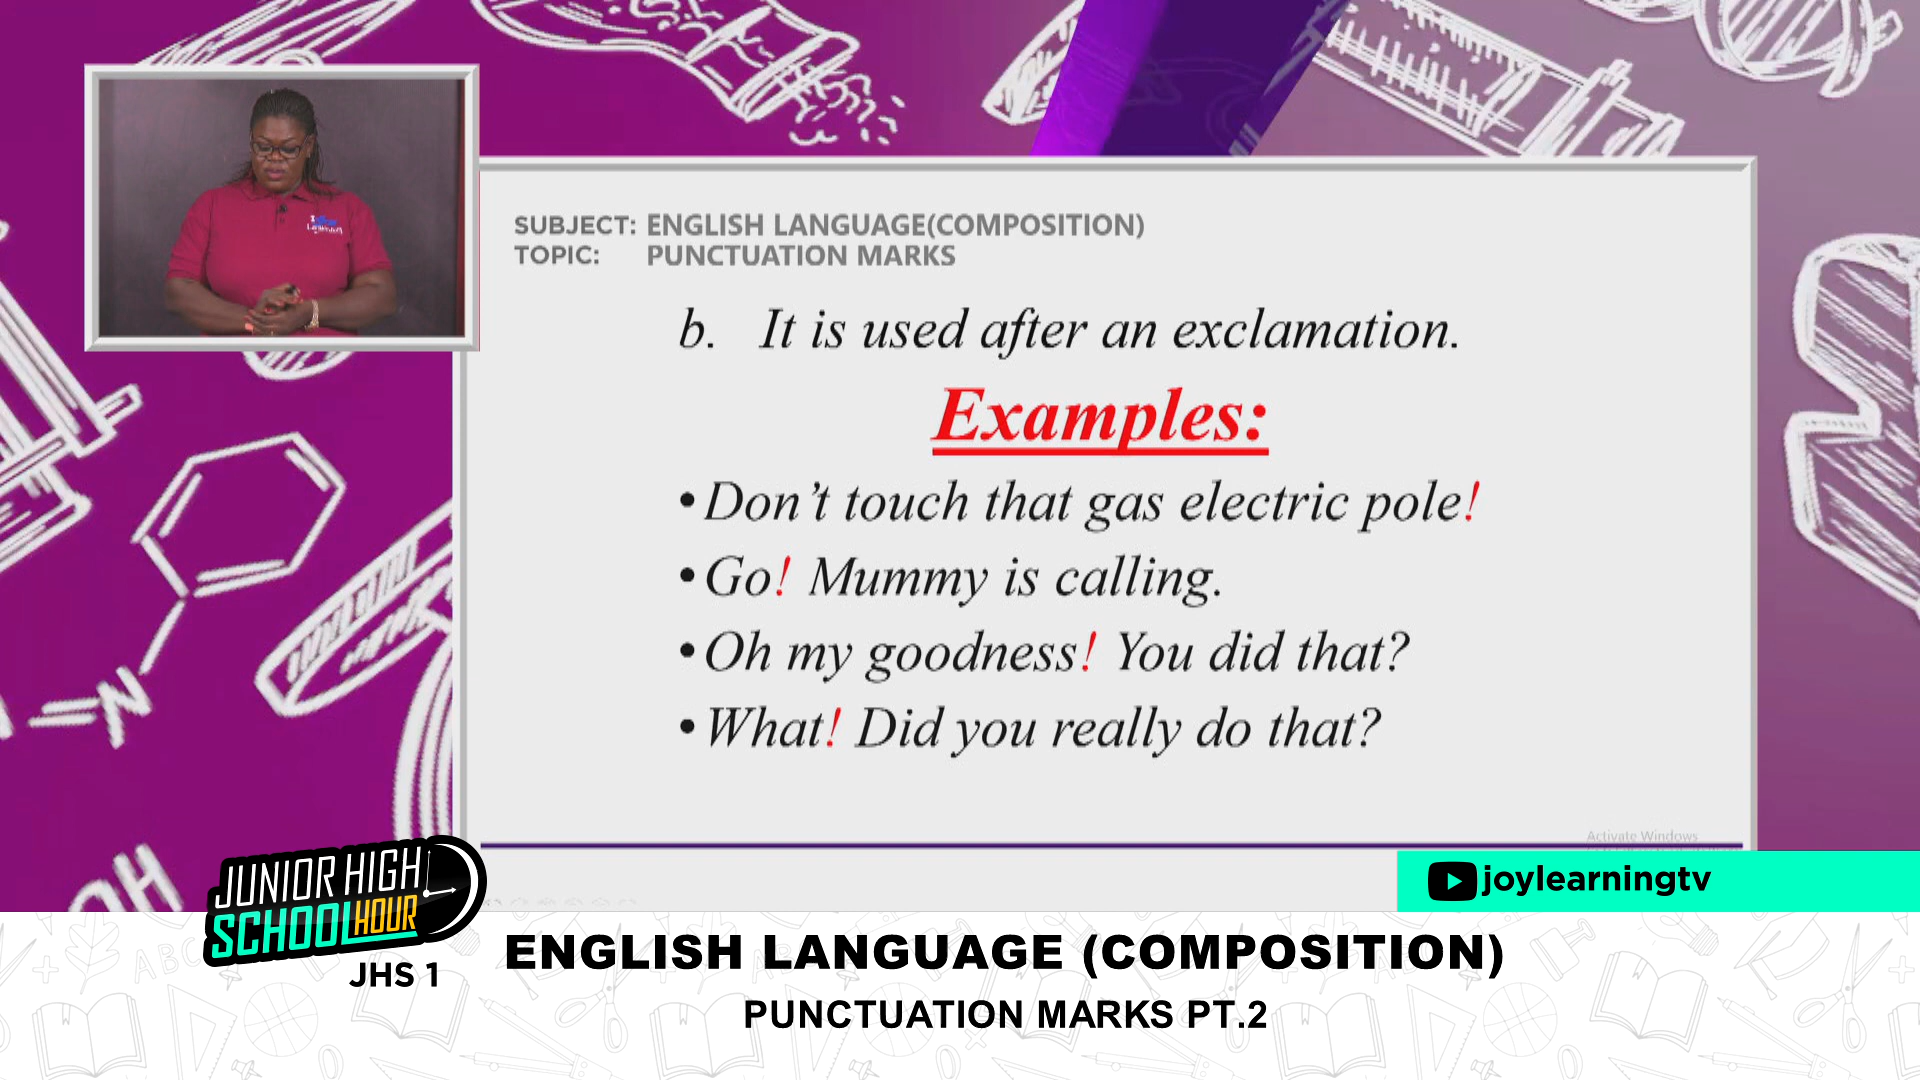 SUBJECT: ENGLISH LANGUAGE(COMPOSITION)
TOPIC: PUNCTUATION MARKS
b. It is used after an exclamation.
Examples:
•Don’t touch that gas electric pole!
•Go! Mummy is calling.
•Oh my goodness! You did that?
•What! Did you really do that?
Activate Windows
joylearningtv
JUNIOR HIGH
SCHOOL HOUR
JHS 1
ENGLISH LANGUAGE (COMPOSITION)
PUNCTUATION MARKS PT.2